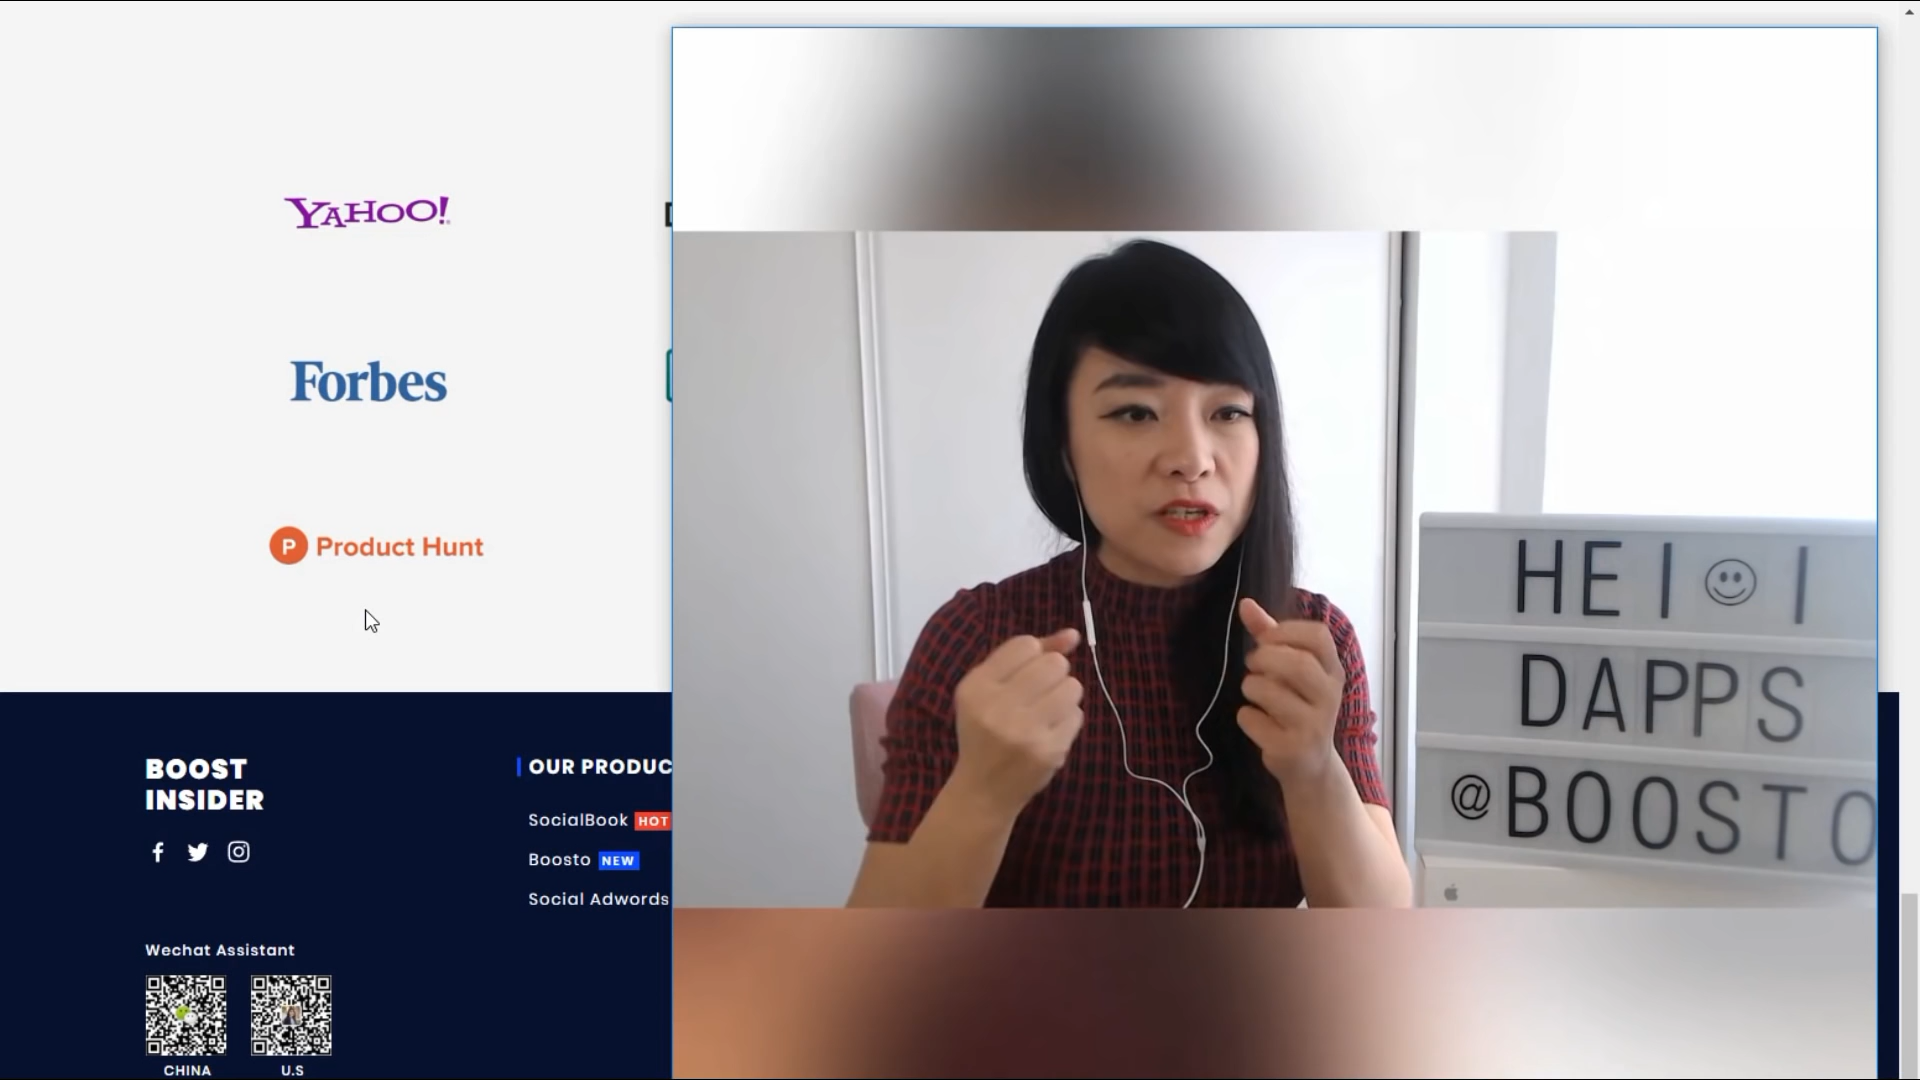 YAHOO!
Forbes
P Product Hunt
HEI☺I
DAPPS
@BOOSTO
BOOST
INSIDER
OUR PRODUC
SocialBook HOT
Boosto NEW
Social Adwords
Wechat Assistant
CHINA
U.S